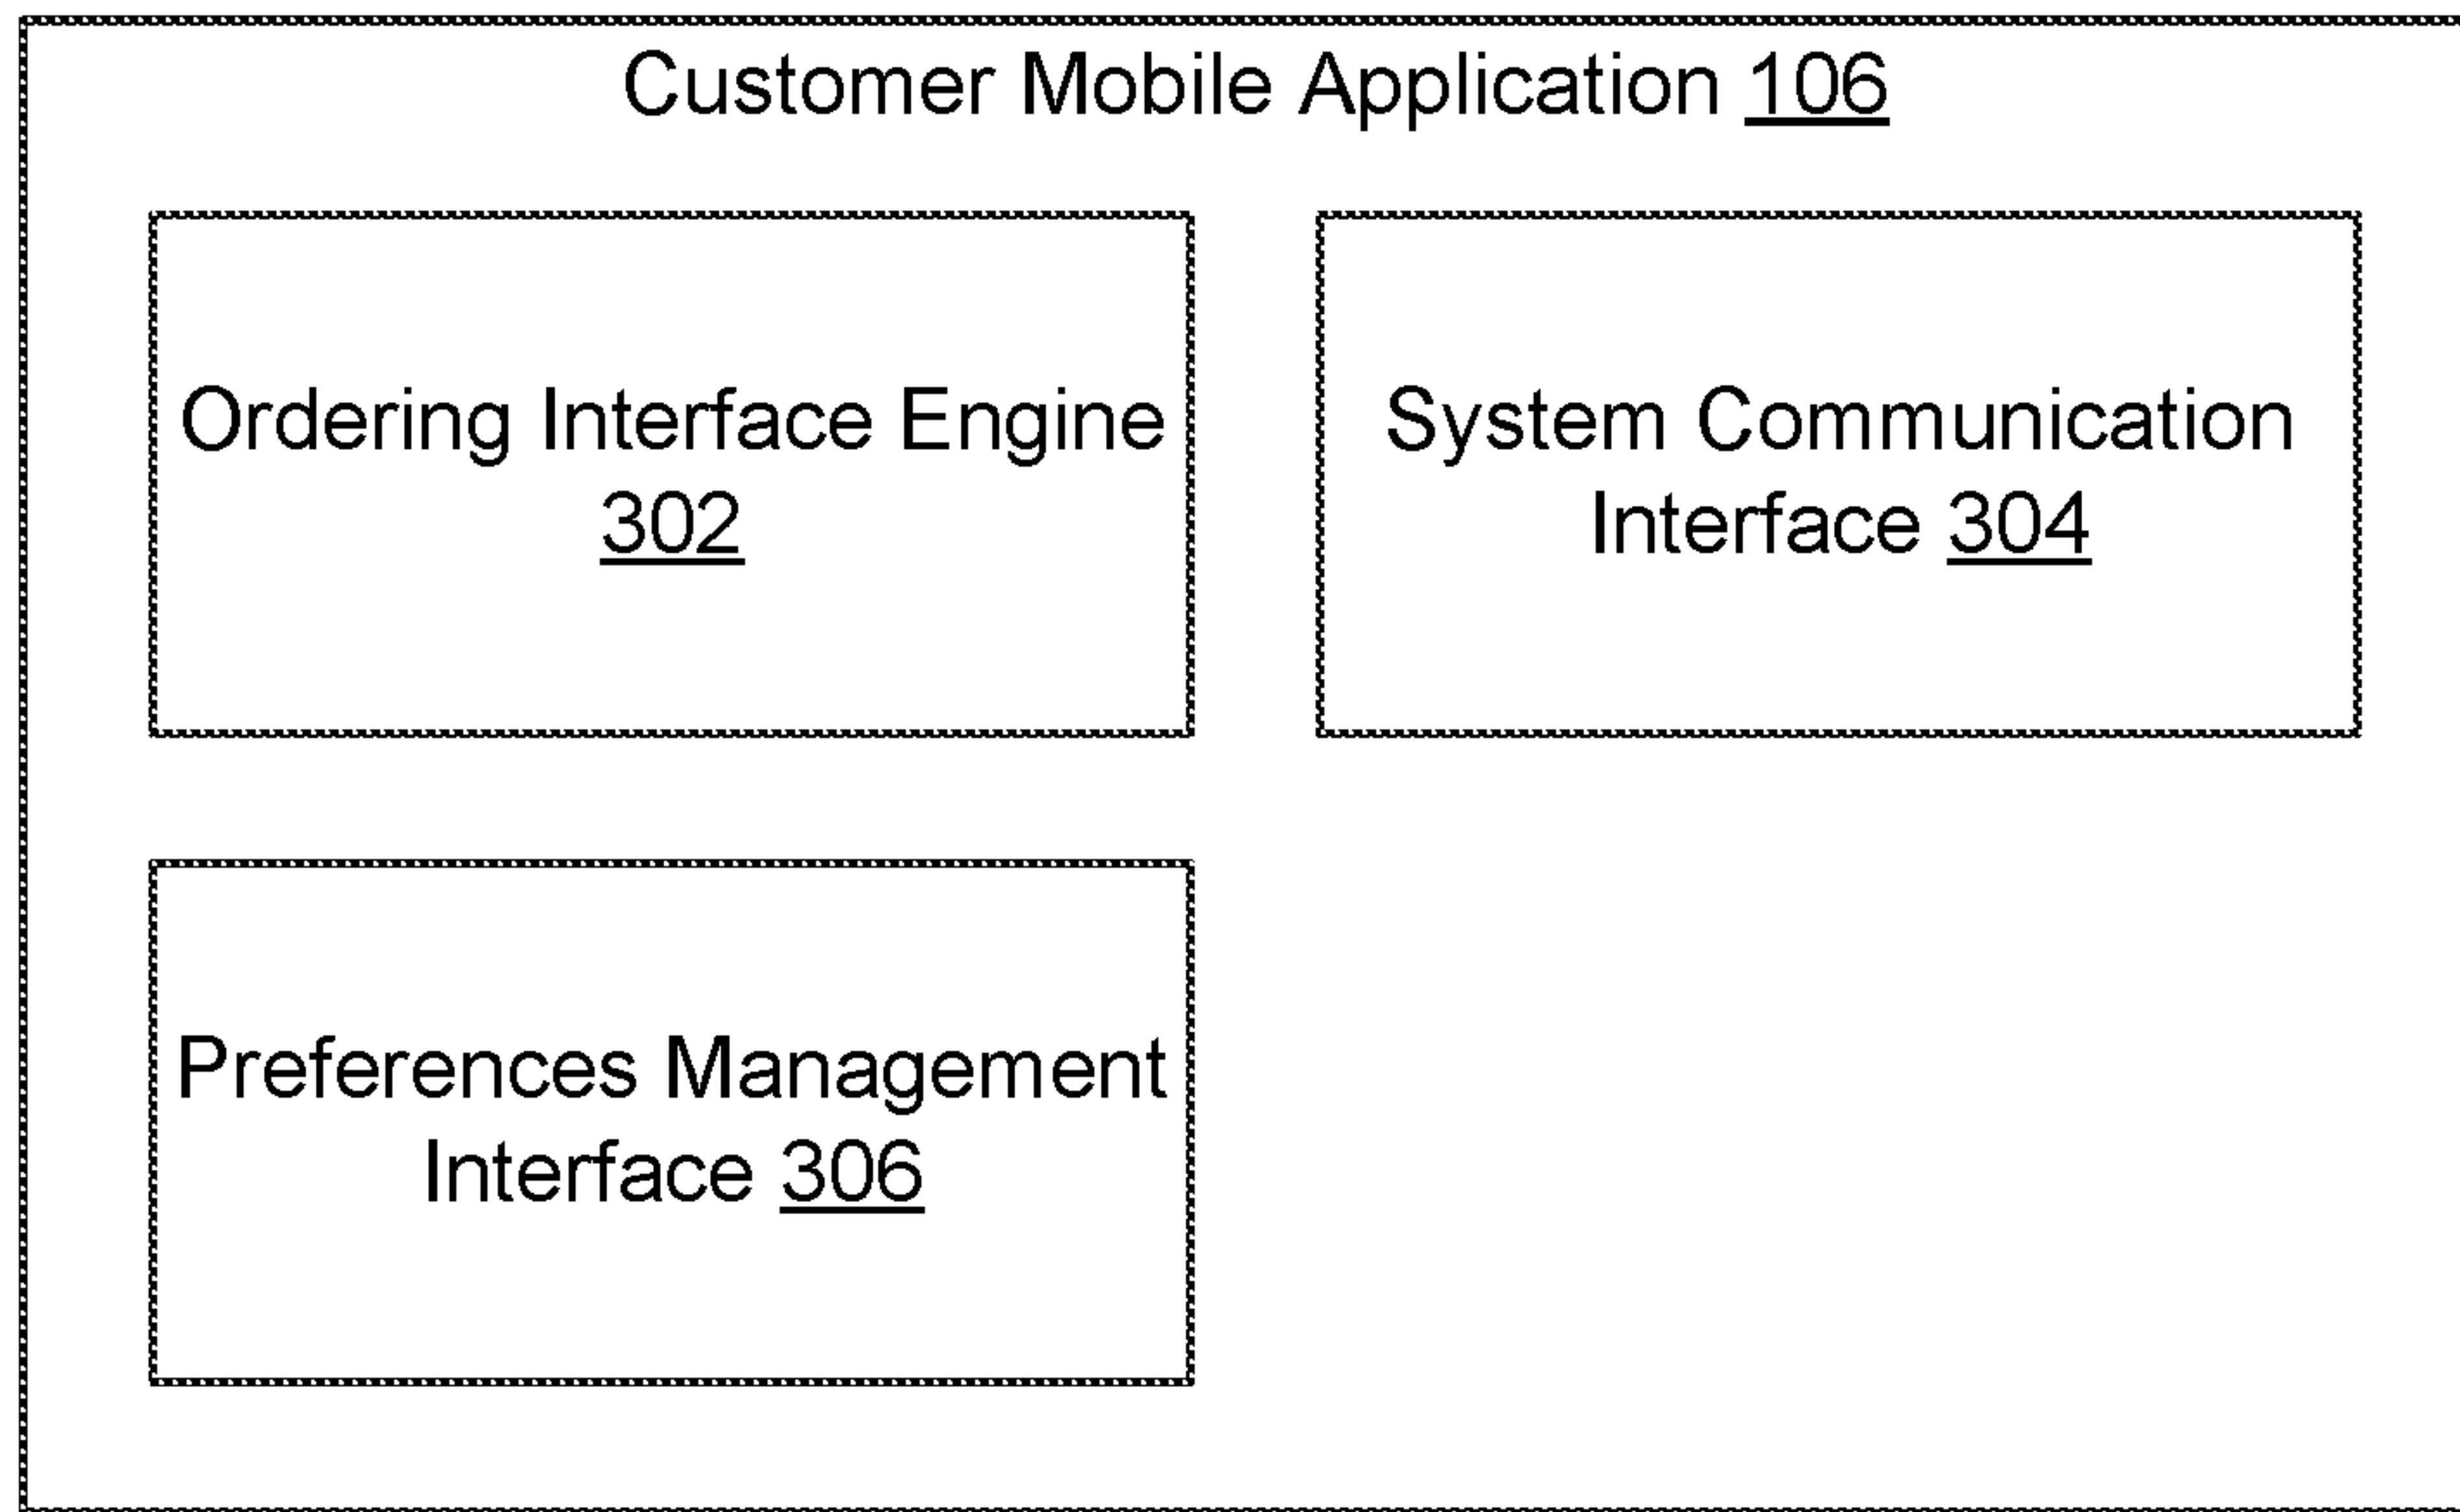 Customer Mobile Application 106
Ordering Interface Engine
302
System Communication
Interface 304
Preferences Management
Interface 306